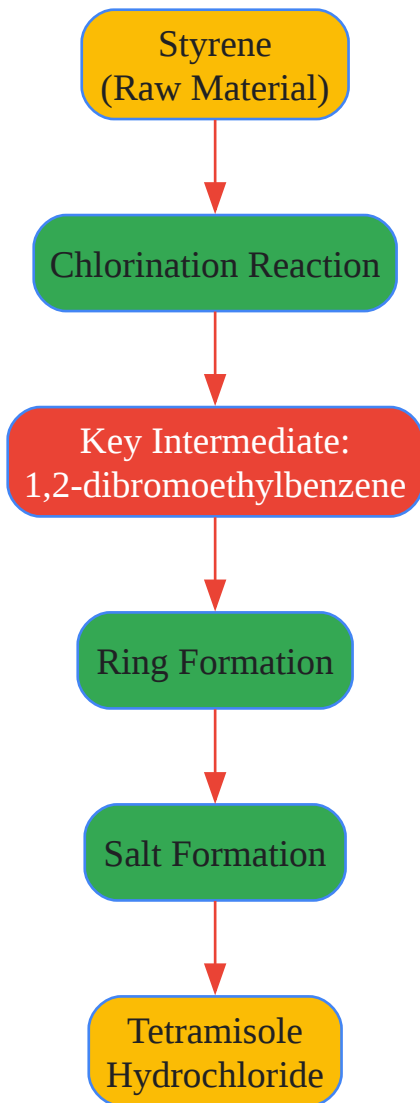 Styrene
(Raw Material)
Chlorination Reaction
Key Intermediate:
1,2-dibromoethylbenzene
Ring Formation
Salt Formation
Tetramisole
Hydrochloride